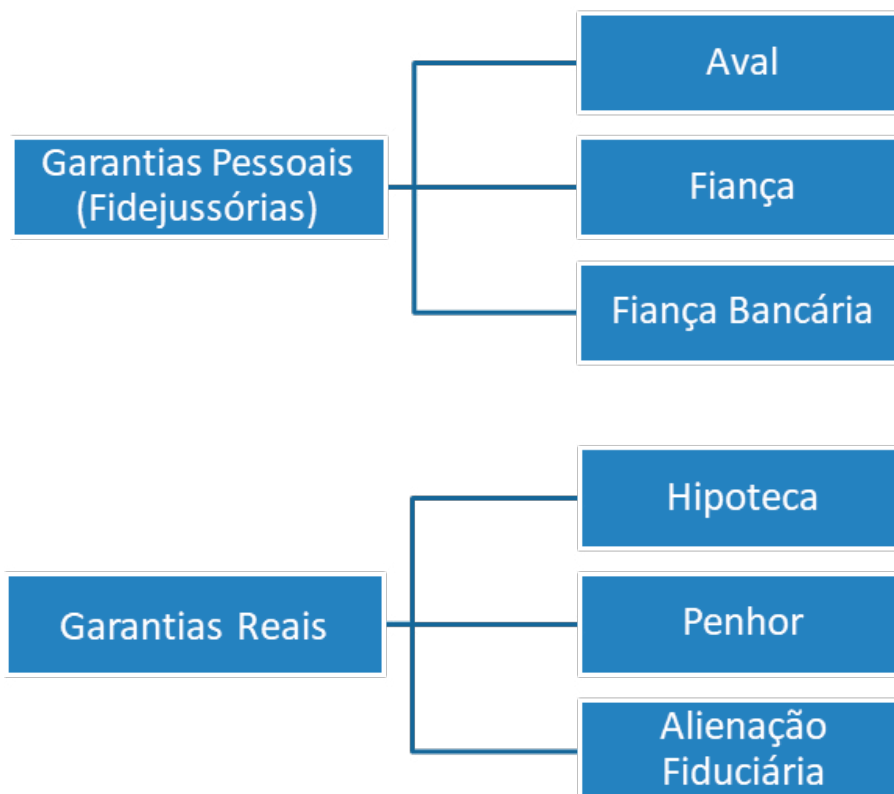 Garantias Pessoais
(Fidejussórias)
Aval
Fiança
Fiança Bancária
Garantias Reais
Hipoteca
Penhor
Alienação
Fiduciária